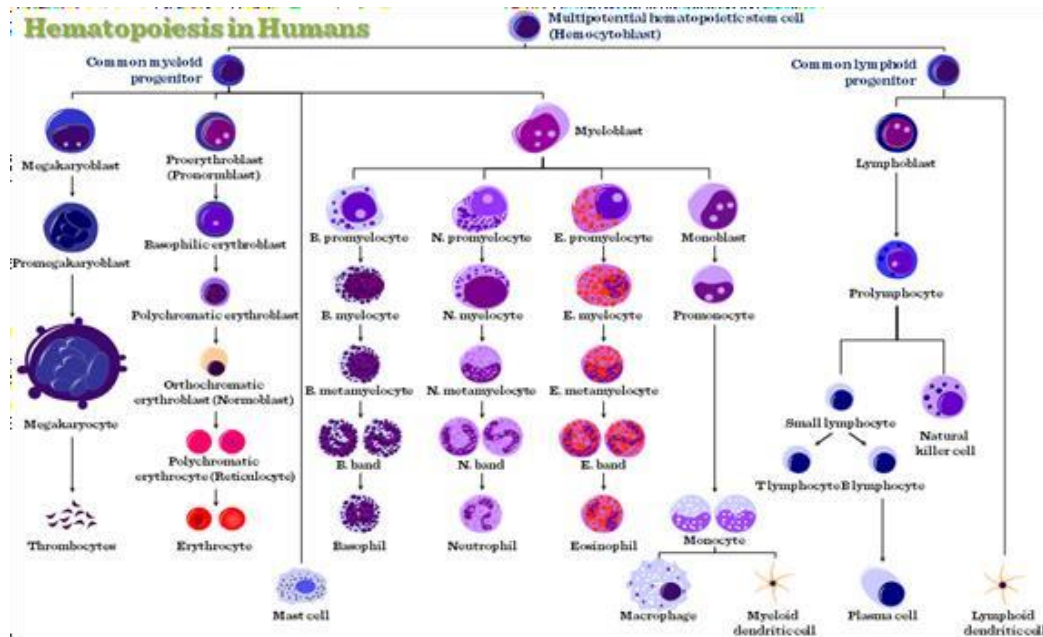 Hematopoiesis in Humans
Multipotential hematopoietic stem cell
(Hemocytoblast)
Common myeloid
progenitor
Common lymphoid
progenitor
Megakaryoblast
Proerythroblast
(Pronormblast)
Myeloblast
Lymphoblast
Promegakaryoblast
Basophilic erythroblast
B. promyelocyte
N. promyelocyte
E. promyelocyte
Monoblast
Polychromatic erythroblast
B. myelocyte
N. myelocyte
E. myelocyte
Promonocyte
Prolymphocyte
Orthochromatic
erythroblast (Normoblast)
B. metamyelocyte
N. metamyelocyte
E. metamyelocyte
Megakaryocyte
Small lymphocyte
Natural
killer cell
Polychromatic
erythrocyte (Reticulocyte)
B. band
N. band
E. band
T lymphocyte
B lymphocyte
Thrombocytes
Erythrocyte
Basophil
Neutrophil
Eosinophil
Monocyte
Mast cell
Macrophage
Myeloid
dendritic cell
Plasma cell
Lymphoid
dendritic cell